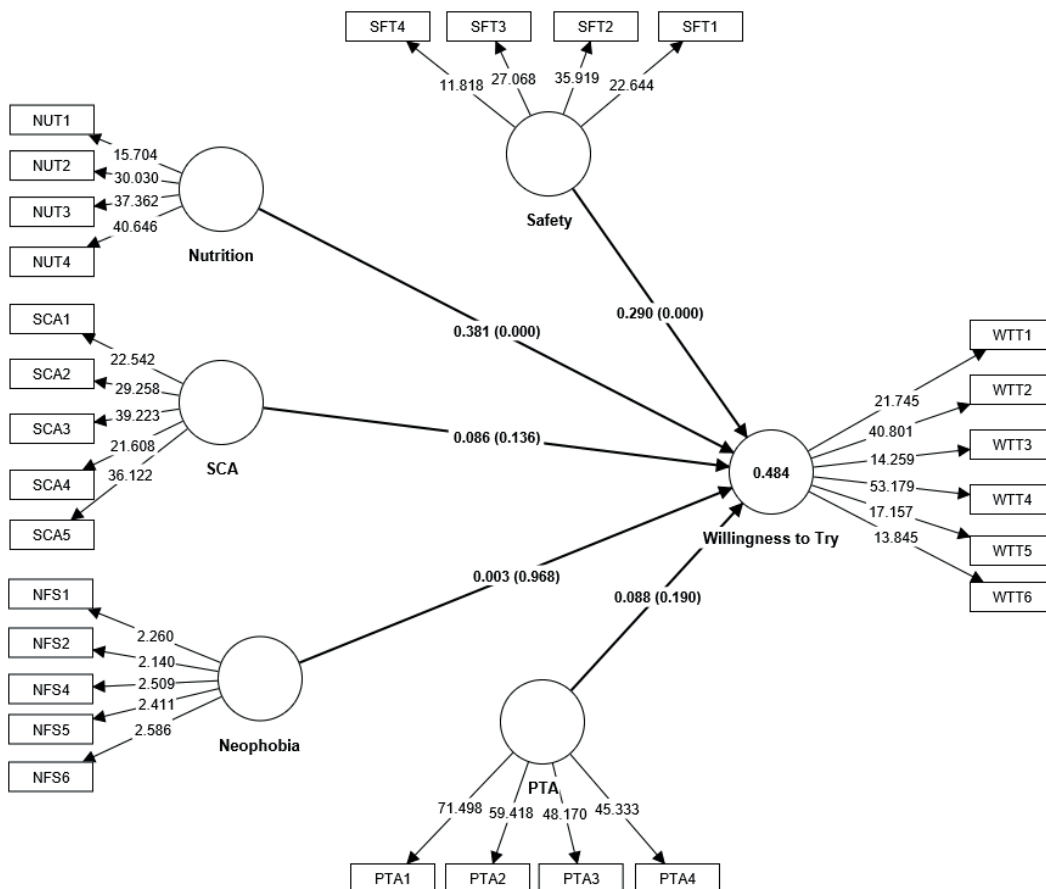 SFT4
SFT3
SFT2
SFT1
11.818
27.068
35.919
22.644
Safety
NUT1
NUT2
NUT3
NUT4
15.704
30.030
37.362
40.646
Nutrition
0.381 (0.000)
0.290 (0.000)
SCA1
SCA2
SCA3
SCA4
SCA5
22.542
29.258
39.223
21.608
36.122
SCA
0.086 (0.136)
0.484
Willingness to Try
21.745
40.801
14.259
53.179
17.157
13.845
WTT1
WTT2
WTT3
WTT4
WTT5
WTT6
NFS1
NFS2
NFS4
NFS5
NFS6
2.260
2.140
2.509
2.411
2.586
Neophobia
0.003 (0.968)
0.088 (0.190)
PTA
71.498
59.418
48.170
45.333
PTA1
PTA2
PTA3
PTA4